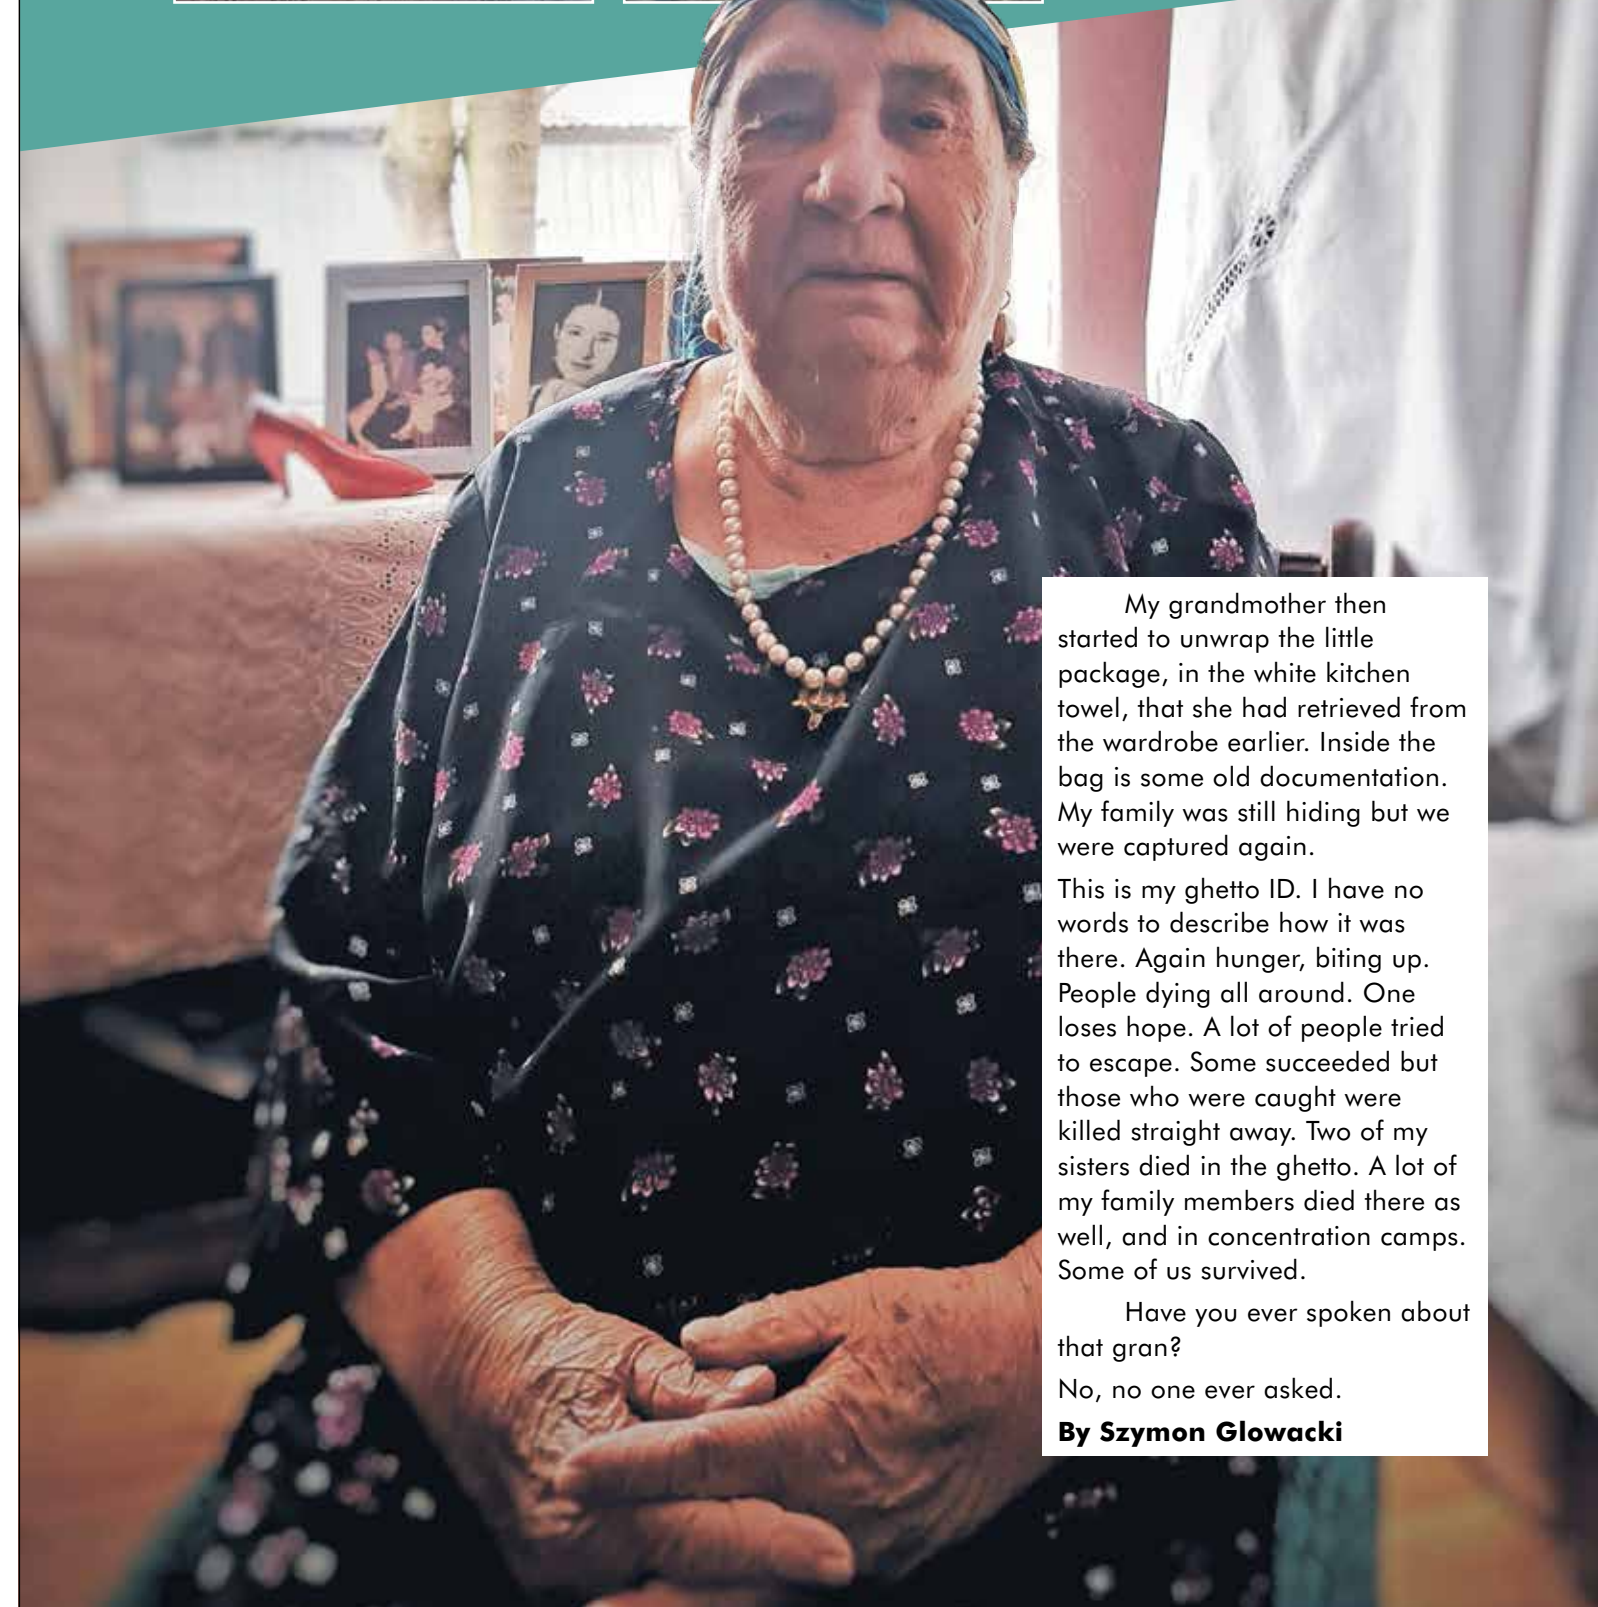 My grandmother then
started to unwrap the little
package, in the white kitchen
towel, that she had retrieved from
the wardrobe earlier. Inside the
bag is some old documentation.
My family was still hiding but we
were captured again.
This is my ghetto ID. I have no
words to describe how it was
there. Again hunger, biting up.
People dying all around. One
loses hope. A lot of people tried
to escape. Some succeeded but
those who were caught were
killed straight away. Two of my
sisters died in the ghetto. A lot of
my family members died there as
well, and in concentration camps.
Some of us survived.
Have you ever spoken about
that gran?
No, no one ever asked.
By Szymon Glowacki